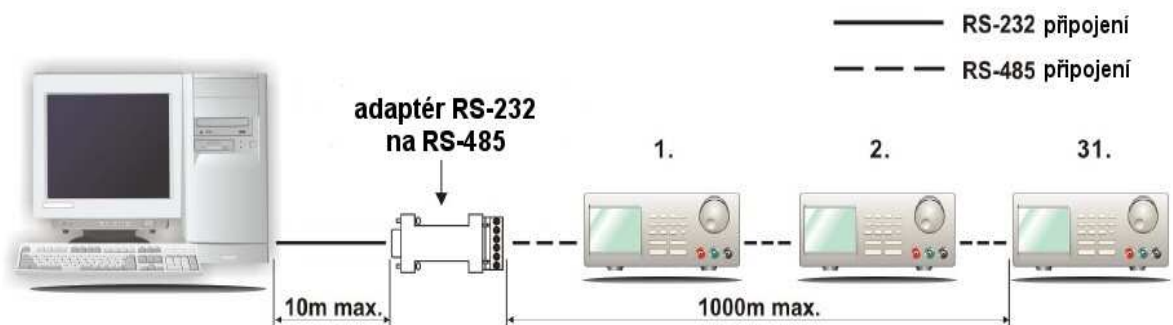 RS-232 připojení
RS-485 připojení
adaptér RS-232
na RS-485
1.
2.
31.
10m max.
1000m max.